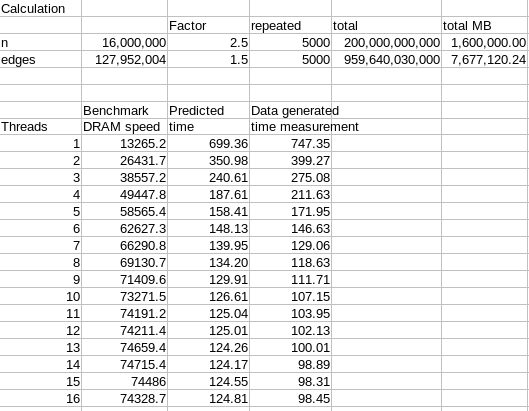 Calculation
Factor repeated total total MB
n 16,000,000 2.5 5000 200,000,000,000 1,600,000.00
edges 127,952,004 1.5 5000 959,640,030,000 7,677,120.24
Benchmark Predicted Data generated
Threads DRAM speed time time measurement
1 13265.2 699.36 747.35
2 26431.7 350.98 399.27
3 38557.2 240.61 275.08
4 49447.8 187.61 211.63
5 58565.4 158.41 171.95
6 62627.3 148.13 146.63
7 66290.8 139.95 129.06
8 69130.7 134.20 118.63
9 71409.6 129.91 111.71
10 73271.5 126.61 107.15
11 74191.2 125.04 103.95
12 74211.4 125.01 102.13
13 74659.4 124.26 100.01
14 74715.4 124.17 98.89
15 74486 124.55 98.31
16 74328.7 124.81 98.45